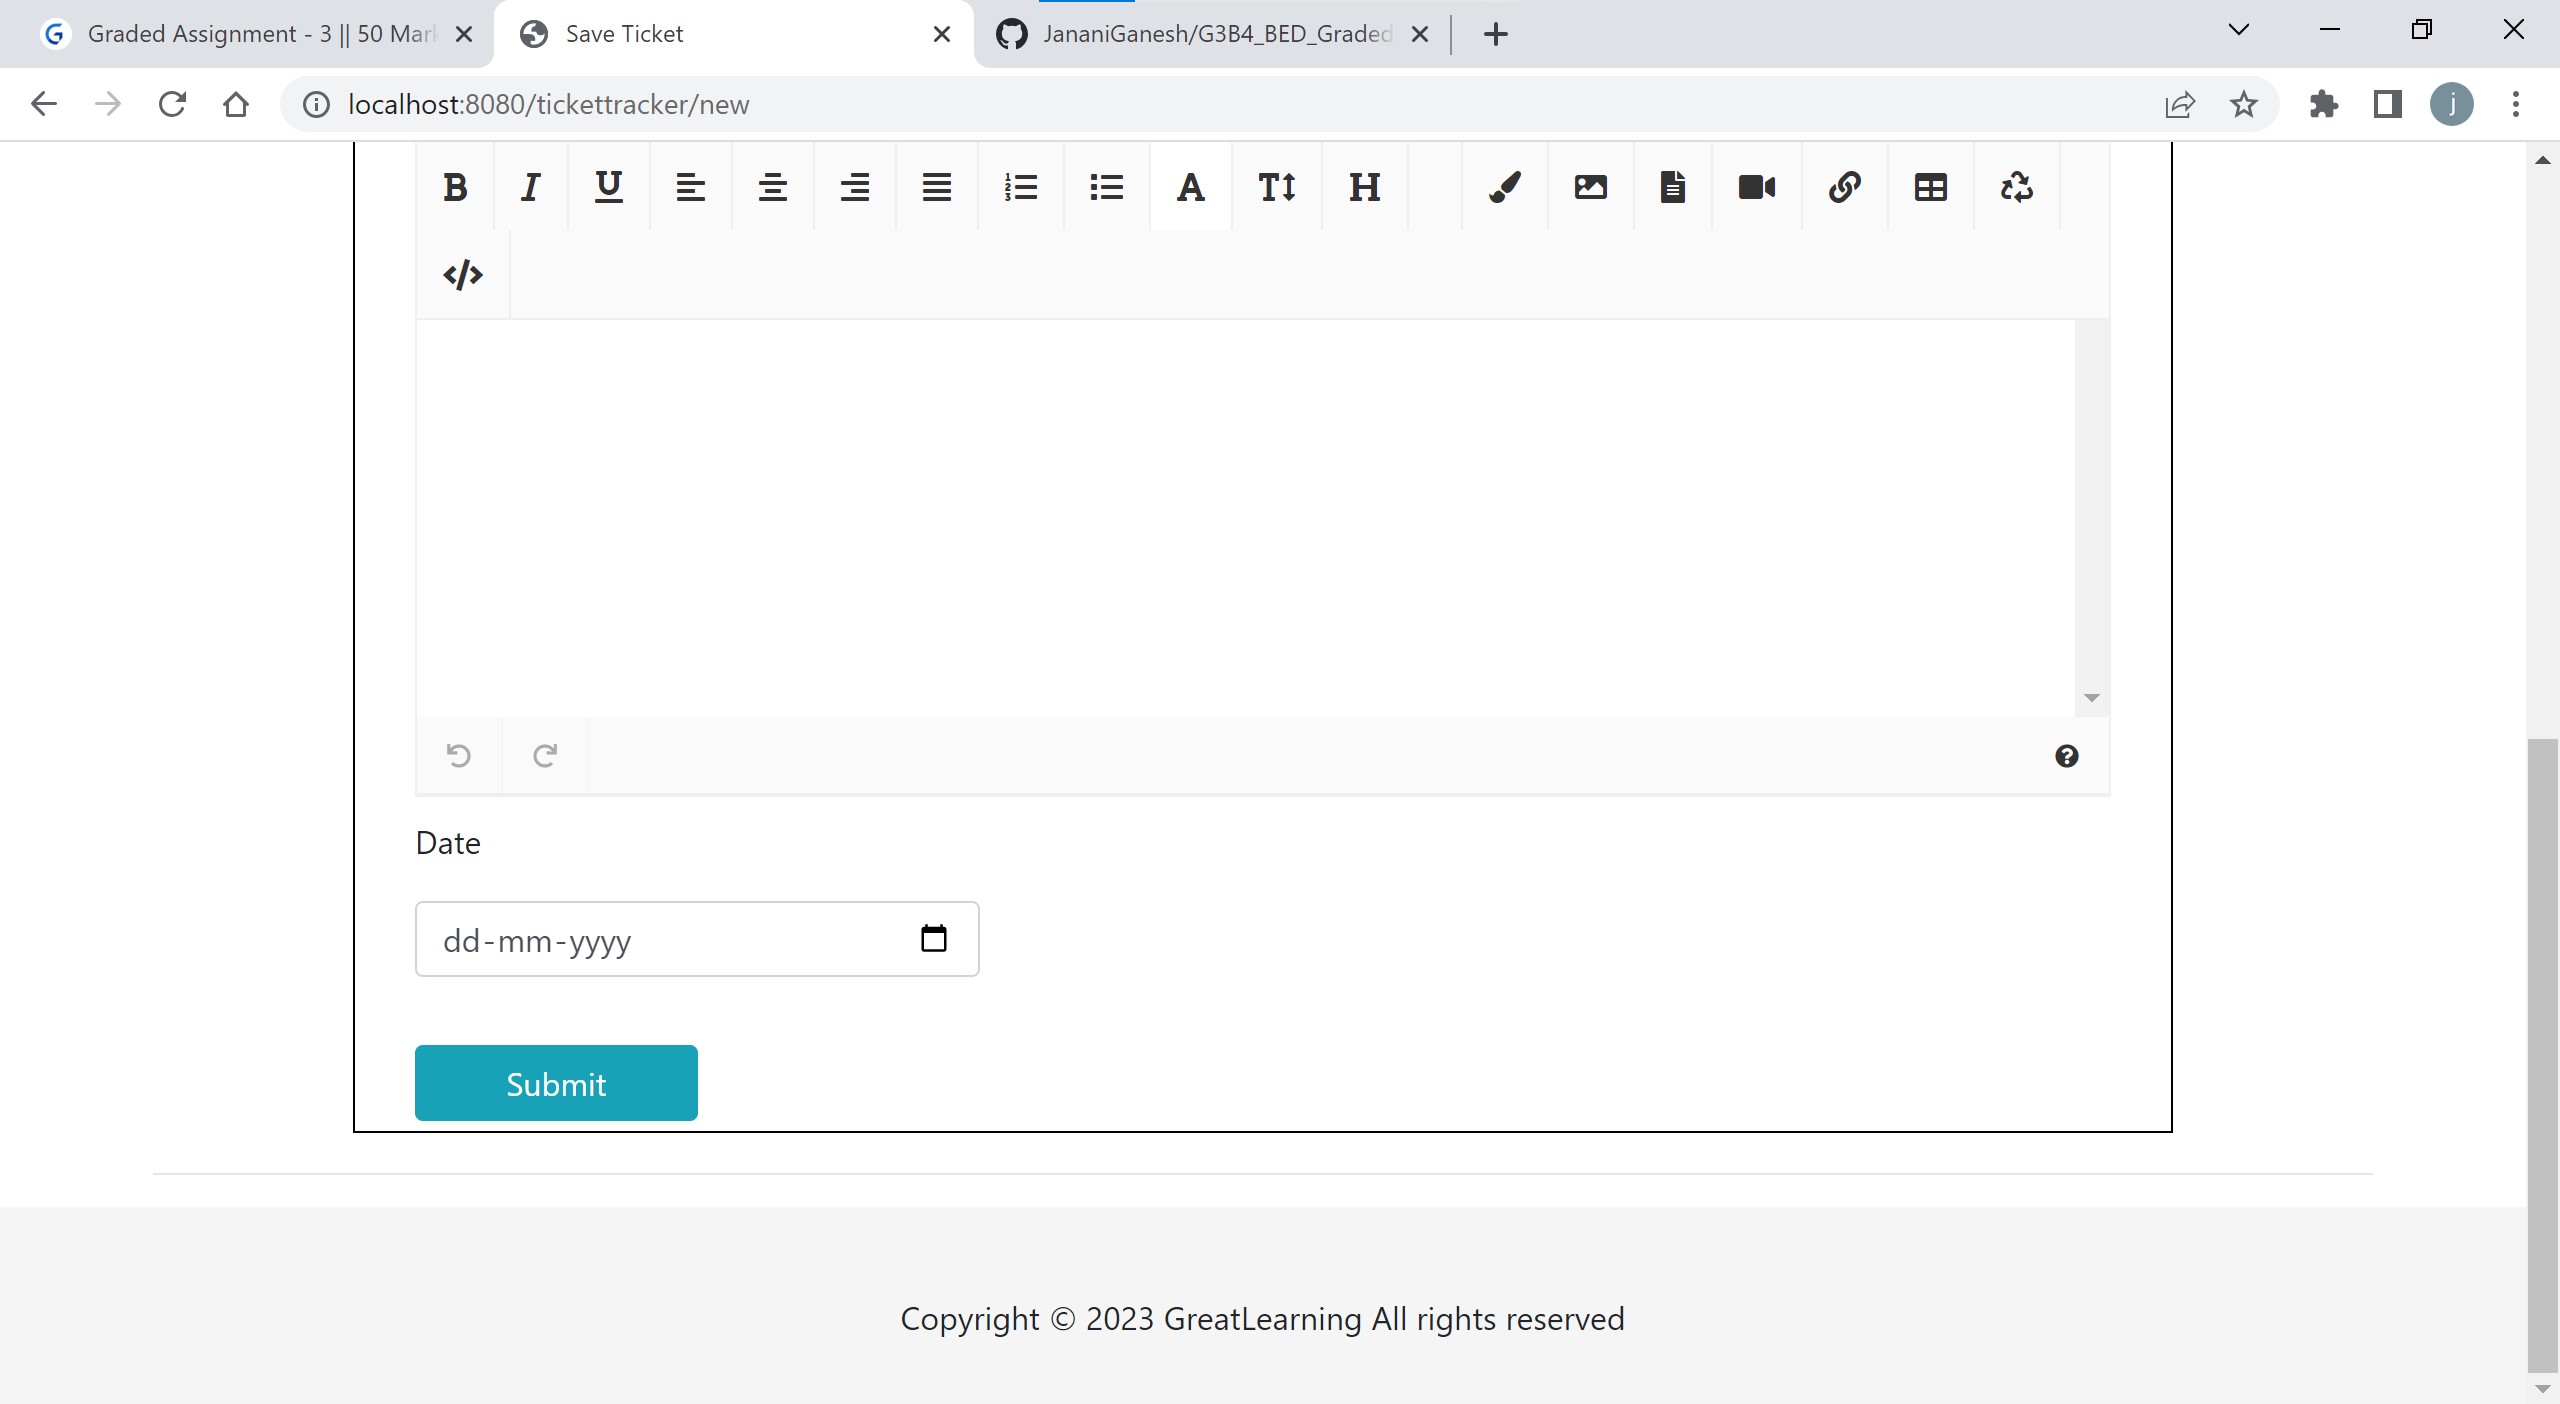 Graded Assignment - 3 || 50 Mark
Save Ticket
JananiGanesh/G3B4_BED_Graded
localhost:8080/tickettracker/new
j
B I U A T H
Date
dd-mm-yyyy
Submit
Copyright © 2023 GreatLearning All rights reserved